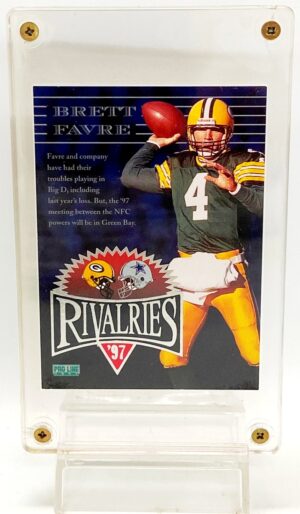 BRETT
FAVRE
Favre and company
have had their
troubles playing in
Big D, including
last year's loss. But, the '97
meeting between the NFC
powers will be in Green Bay.
4
G
RIVALRIES
'97
PRO LINE